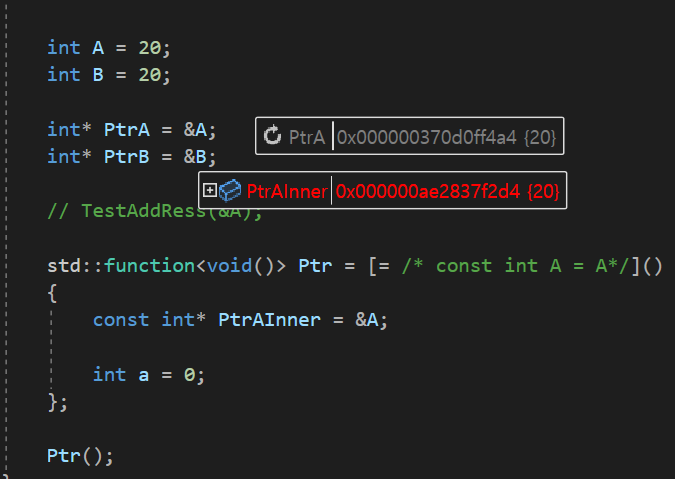 int A = 20;
int B = 20;
int* PtrA = &A;
PtrA 0x000000370d0ff4a4 {20}
int* PtrB = &B;
PtrAInner 0x000000ae2837f2d4 {20}
// TestAddRess(&A);
std::function<void()> Ptr = [= /* const int A = A*/]()
{
const int* PtrAInner = &A;
int a = 0;
};
Ptr();
}